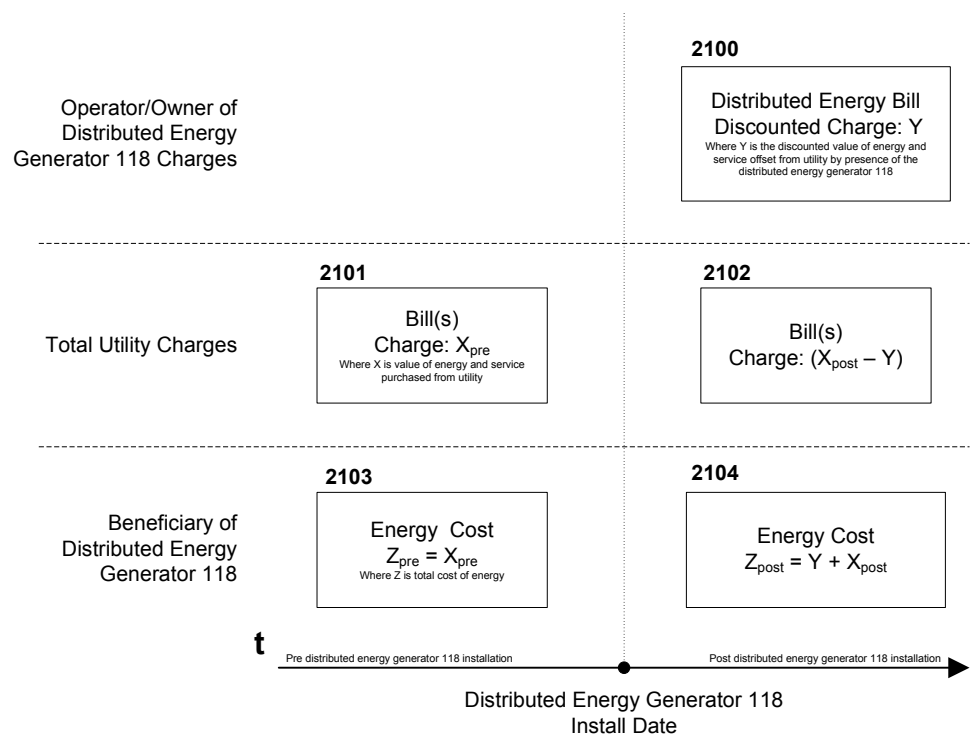 2100
Operator/Owner of
Distributed Energy
Generator 118 Charges
Distributed Energy Bill
Discounted Charge: Y
Where Y is the discounted value of energy and
service offset from utility by presence of the
distributed energy generator 118
2101
2102
Total Utility Charges
Bill(s)
Charge: Xpre
Where X is value of energy and service
purchased from utility
Bill(s)
Charge: (Xpost – Y)
2103
2104
Beneficiary of
Distributed Energy
Generator 118
Energy Cost
Zpre = Xpre
Where Z is total cost of energy
Energy Cost
Zpost = Y + Xpost
t
Pre distributed energy generator 118 installation
Post distributed energy generator 118 installation
Distributed Energy Generator 118
Install Date